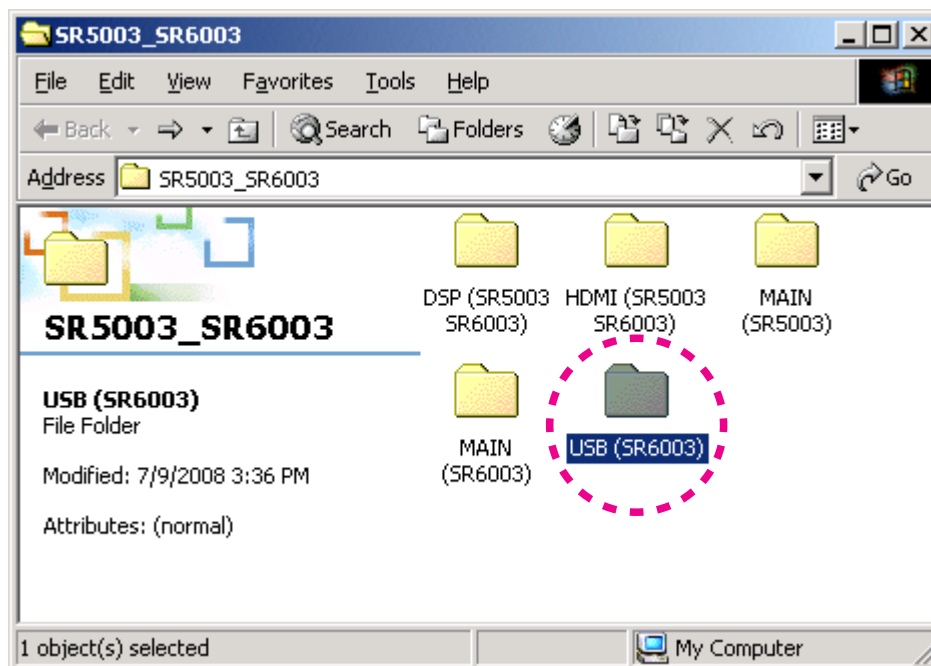 SR5003_SR6003
File Edit View Favorites Tools Help
Back Search Folders
Address SR5003_SR6003 Go
SR5003_SR6003
USB (SR6003)
File Folder
Modified: 7/9/2008 3:36 PM
Attributes: (normal)
DSP (SR5003
SR6003)
HDMI (SR5003
SR6003)
MAIN
(SR5003)
MAIN
(SR6003)
USB (SR6003)
1 object(s) selected
My Computer